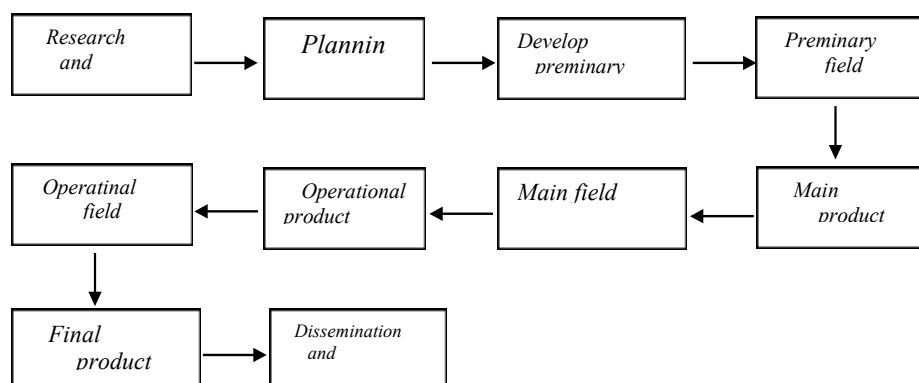 Research
and
Plannin
Develop
preminary
Preminary
field
Operatinal
field
Operational
product
Main field
Main
product
Final
product
Dissemination
and